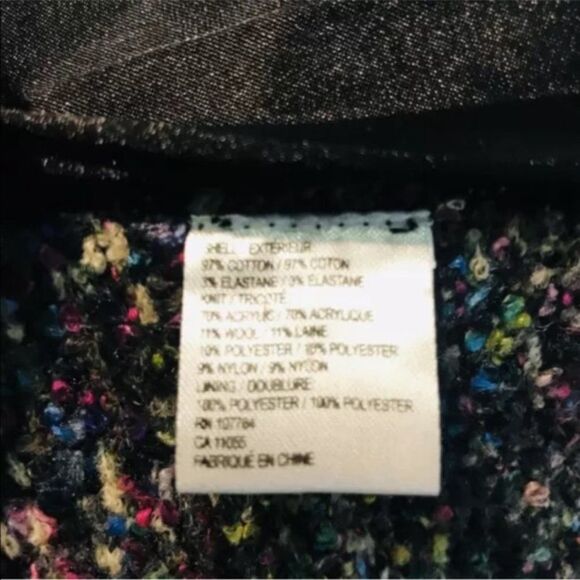 SHELL / EXTERIEUR
97% COTTON / 97% COTON
3% ELASTANE / 3% ELASTANE
KNIT / TRICOTÉ
70% ACRYLIC / 70% ACRYLIQUE
11% WOOL / 11% LAINE
10% POLYESTER / 10% POLYESTER
9% NYLON / 9% NYLON
LINING / DOUBLURE
100% POLYESTER / 100% POLYESTER
RN 107784
CA 11055
FABRIQUÉ EN CHINE